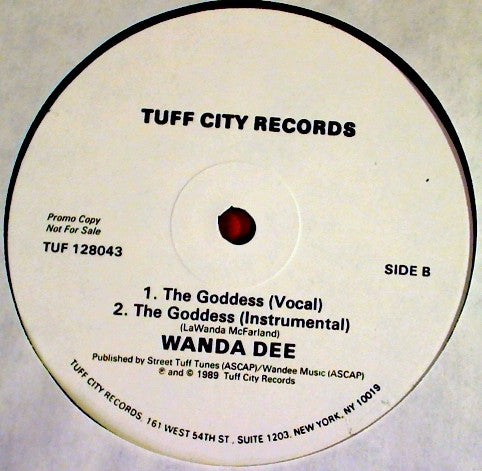 TUFF CITY RECORDS
Promo Copy
Not For Sale
TUF 128043
SIDE B
1. The Goddess (Vocal)
2. The Goddess (Instrumental)
(LaWanda McFarland)
WANDA DEE
Published by Street Tuff Tunes (ASCAP)/Wandee Music (ASCAP)
℗ and © 1989 Tuff City Records
TUFF CITY RECORDS, 161 WEST 54TH ST., SUITE 1203, NEW YORK, NY 10019